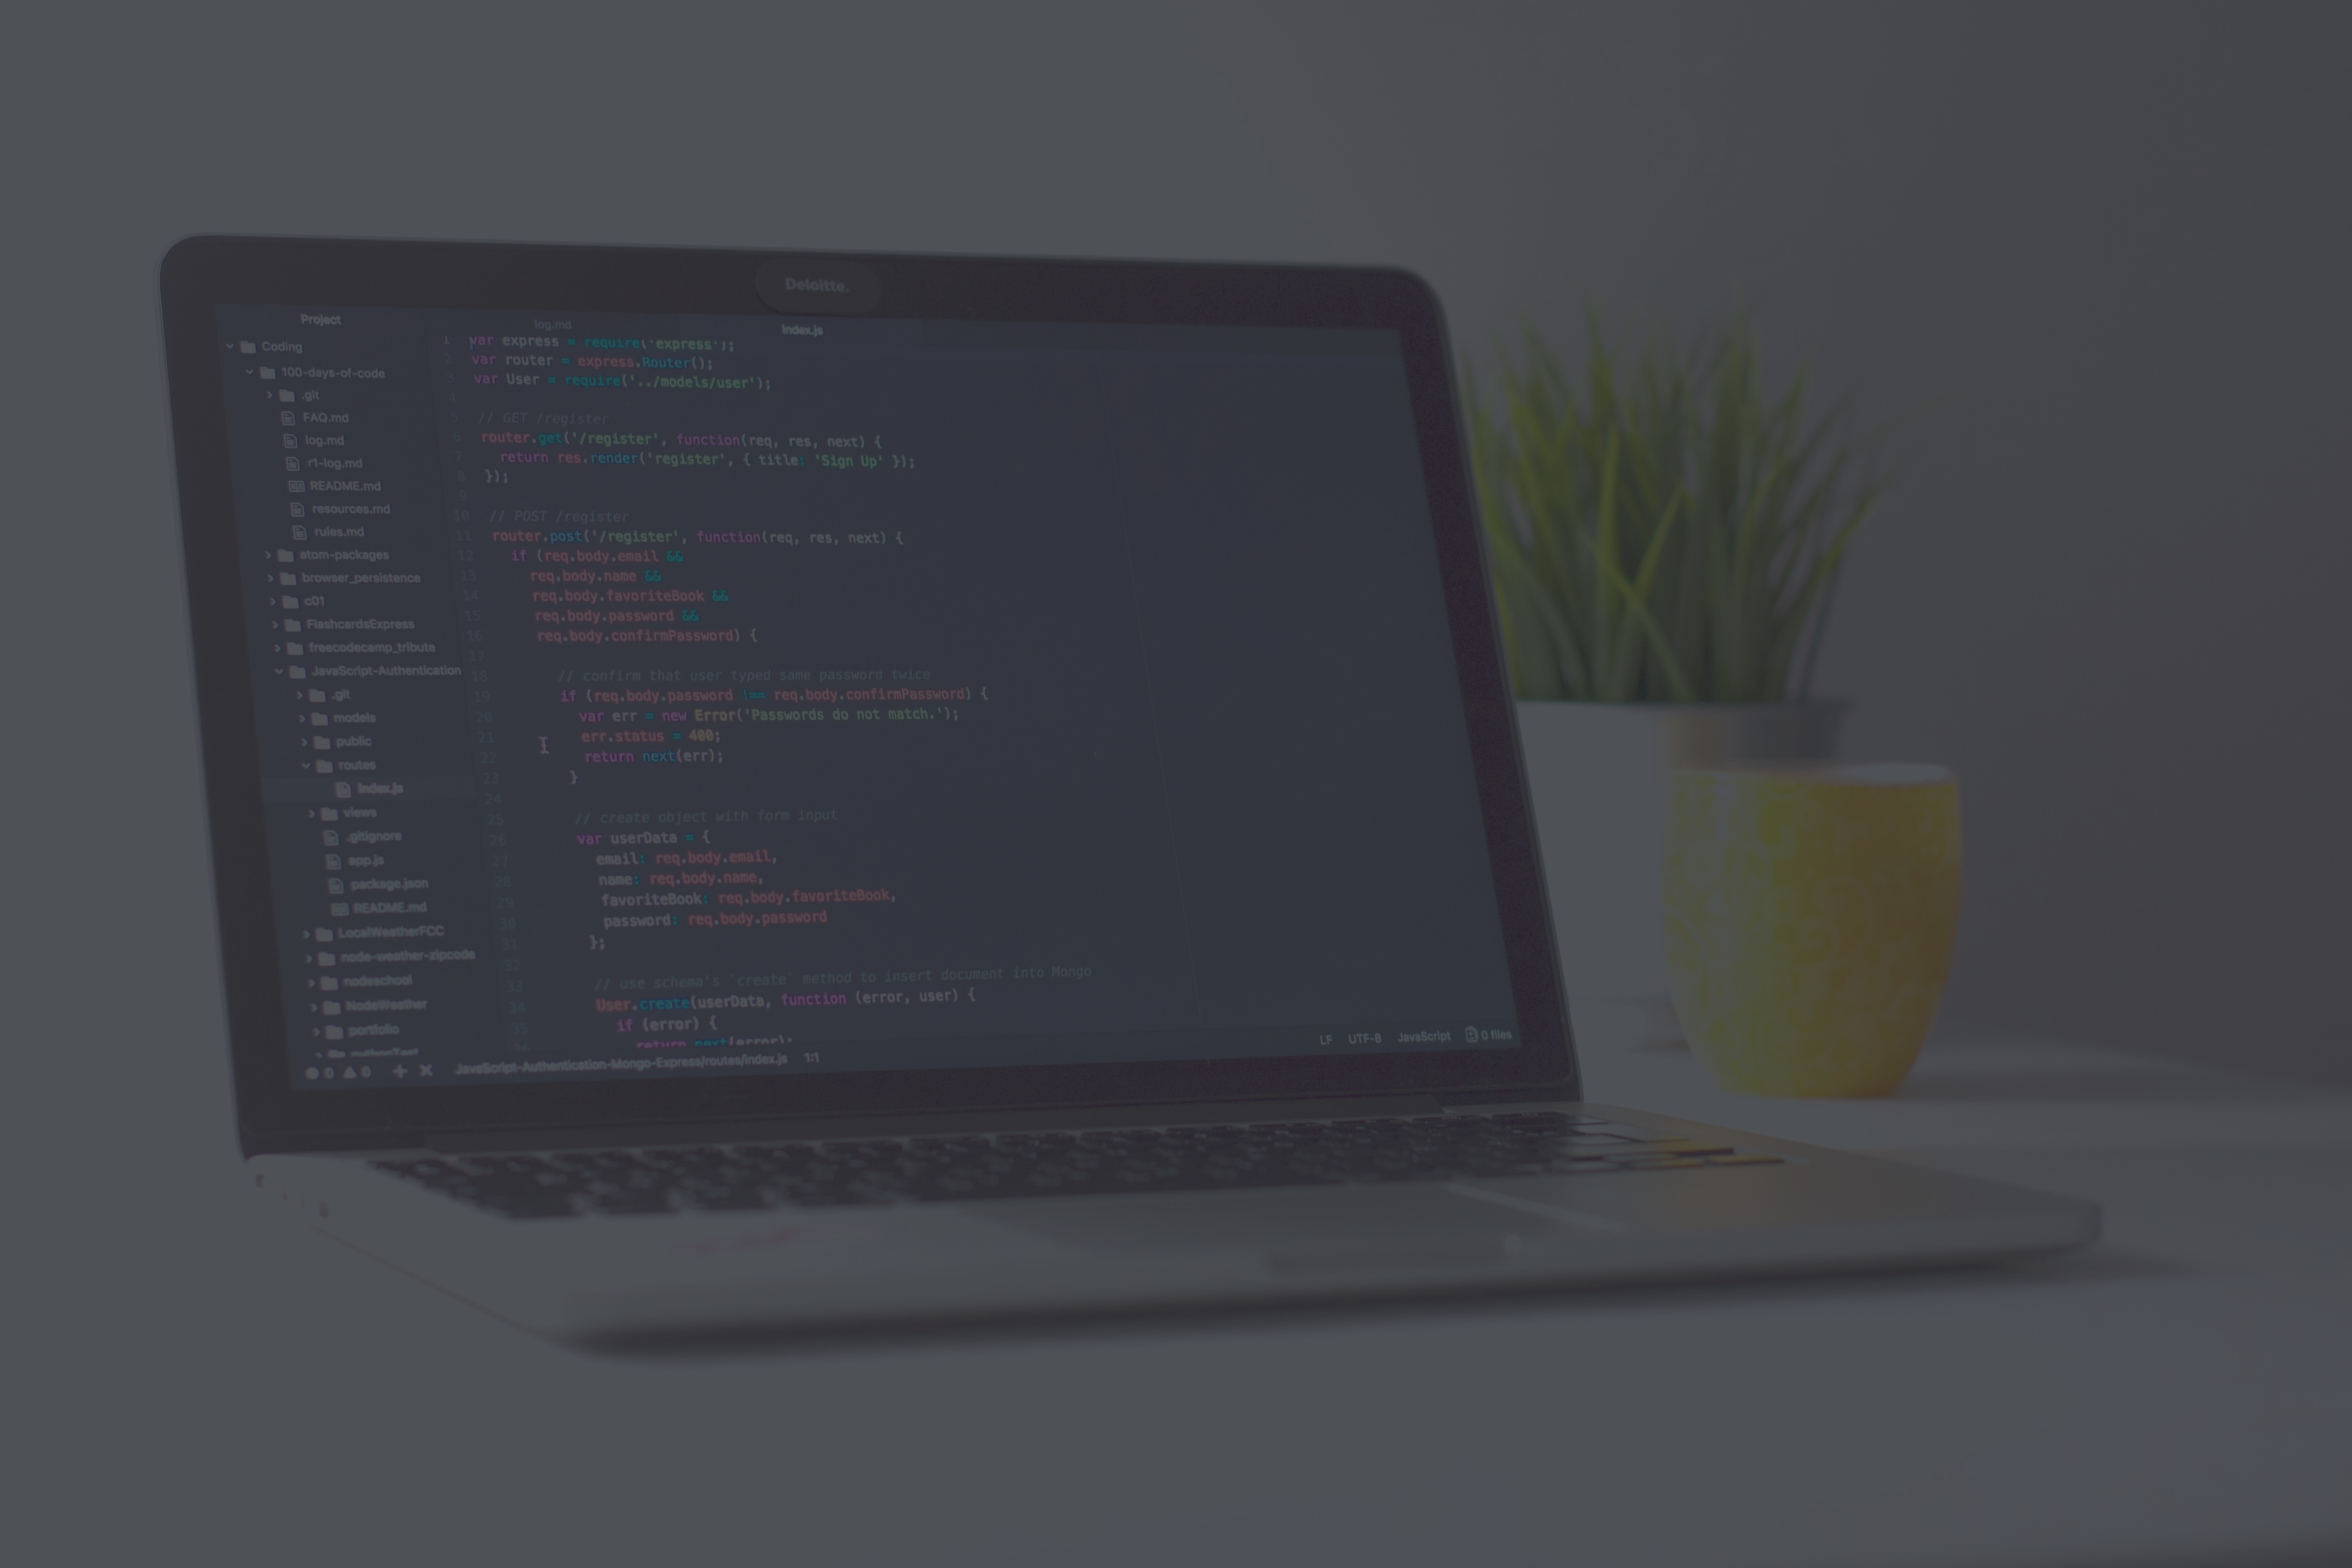 Deloitte.
Project
log.md
index.js
Coding
100-days-of-code
.git
FAQ.md
log.md
r1-log.md
README.md
resources.md
rules.md
atom-packages
browser_persistence
c01
FlashcardsExpress
freecodecamp_tribute
JavaScript-Authentication
.git
models
public
routes
index.js
views
.gitignore
app.js
package.json
README.md
LocalWeatherFCC
node-weather-zipcode
nodeschool
NodeWeather
portfolio
1 var express = require('express');
2 var router = express.Router();
3 var User = require('../models/user');
4
5 // GET /register
6 router.get('/register', function(req, res, next) {
7 return res.render('register', { title: 'Sign Up' });
8 });
9
10 // POST /register
11 router.post('/register', function(req, res, next) {
12 if (req.body.email &&
13 req.body.name &&
14 req.body.favoriteBook &&
15 req.body.password &&
16 req.body.confirmPassword) {
17
18 // confirm that user typed same password twice
19 if (req.body.password !== req.body.confirmPassword) {
20 var err = new Error('Passwords do not match.');
21 err.status = 400;
22 return next(err);
23 }
24
25 // create object with form input
26 var userData = {
27 email: req.body.email,
28 name: req.body.name,
29 favoriteBook: req.body.favoriteBook,
30 password: req.body.password
31 };
32
33 // use schema's `create` method to insert document into Mongo
34 User.create(userData, function (error, user) {
35 if (error) {
return next(error);
0 0 JavaScript-Authentication-Mongo-Express/routes/index.js 1:1 LF UTF-8 JavaScript 0 files